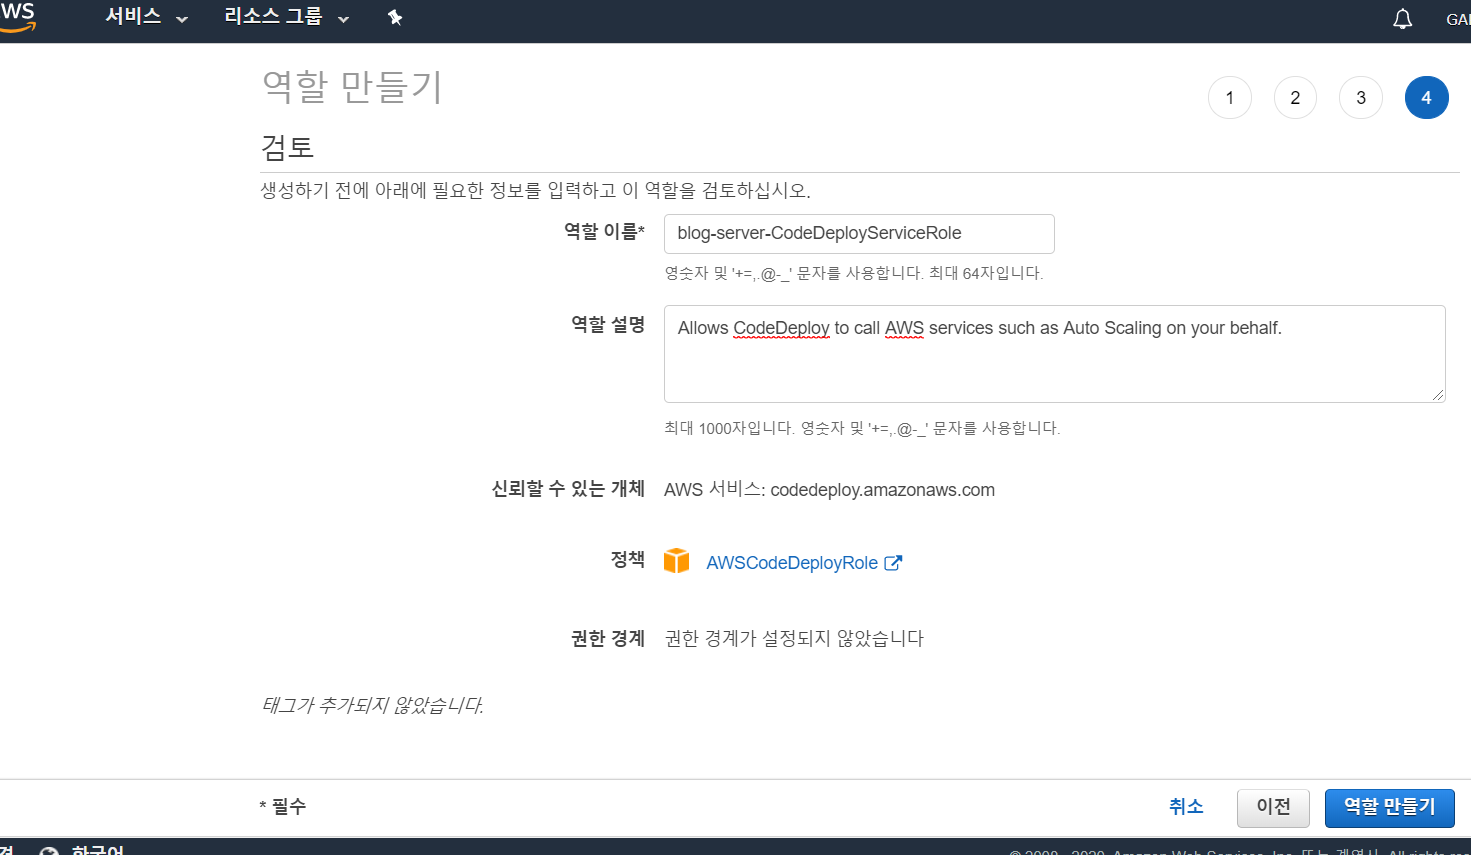 서비스 리소스 그룹
역할 만들기
1 2 3 4
검토
생성하기 전에 아래에 필요한 정보를 입력하고 이 역할을 검토하십시오.
역할 이름* blog-server-CodeDeployServiceRole
영숫자 및 '+=,.@-_' 문자를 사용합니다. 최대 64자입니다.
역할 설명 Allows CodeDeploy to call AWS services such as Auto Scaling on your behalf.
최대 1000자입니다. 영숫자 및 '+=,.@-_' 문자를 사용합니다.
신뢰할 수 있는 개체 AWS 서비스: codedeploy.amazonaws.com
정책 AWSCodeDeployRole
권한 경계 권한 경계가 설정되지 않았습니다
태그가 추가되지 않았습니다.
* 필수 취소 이전 역할 만들기
한국어 Amazon Web Services, Inc. 또는 계열사. All rights